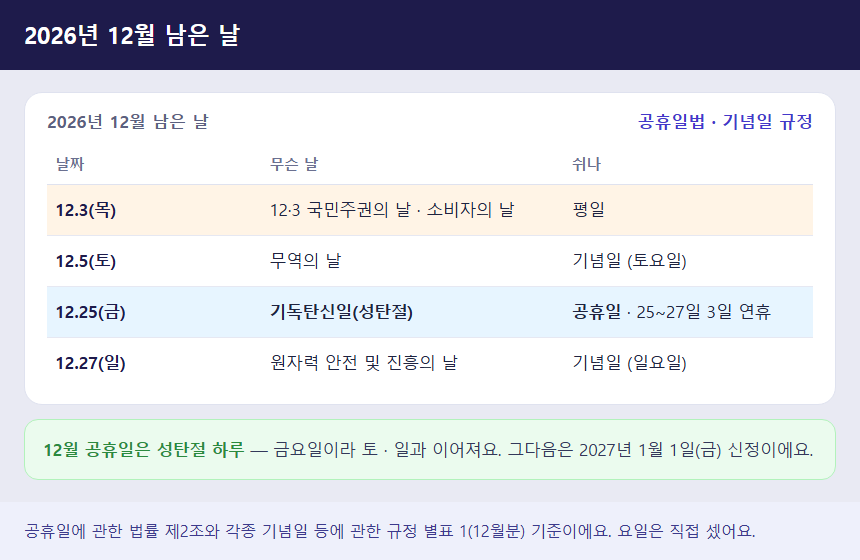 2026년 12월 남은 날
2026년 12월 남은 날 공휴일법 · 기념일 규정
날짜 무슨 날 쉬나
12.3(목) 12·3 국민주권의 날 · 소비자의 날 평일
12.5(토) 무역의 날 기념일 (토요일)
12.25(금) 기독탄신일(성탄절) 공휴일 · 25~27일 3일 연휴
12.27(일) 원자력 안전 및 진흥의 날 기념일 (일요일)
12월 공휴일은 성탄절 하루 — 금요일이라 토 · 일과 이어져요. 그다음은 2027년 1월 1일(금) 신정이에요.
공휴일에 관한 법률 제2조와 각종 기념일 등에 관한 규정 별표 1(12월분) 기준이에요. 요일은 직접 셌어요.